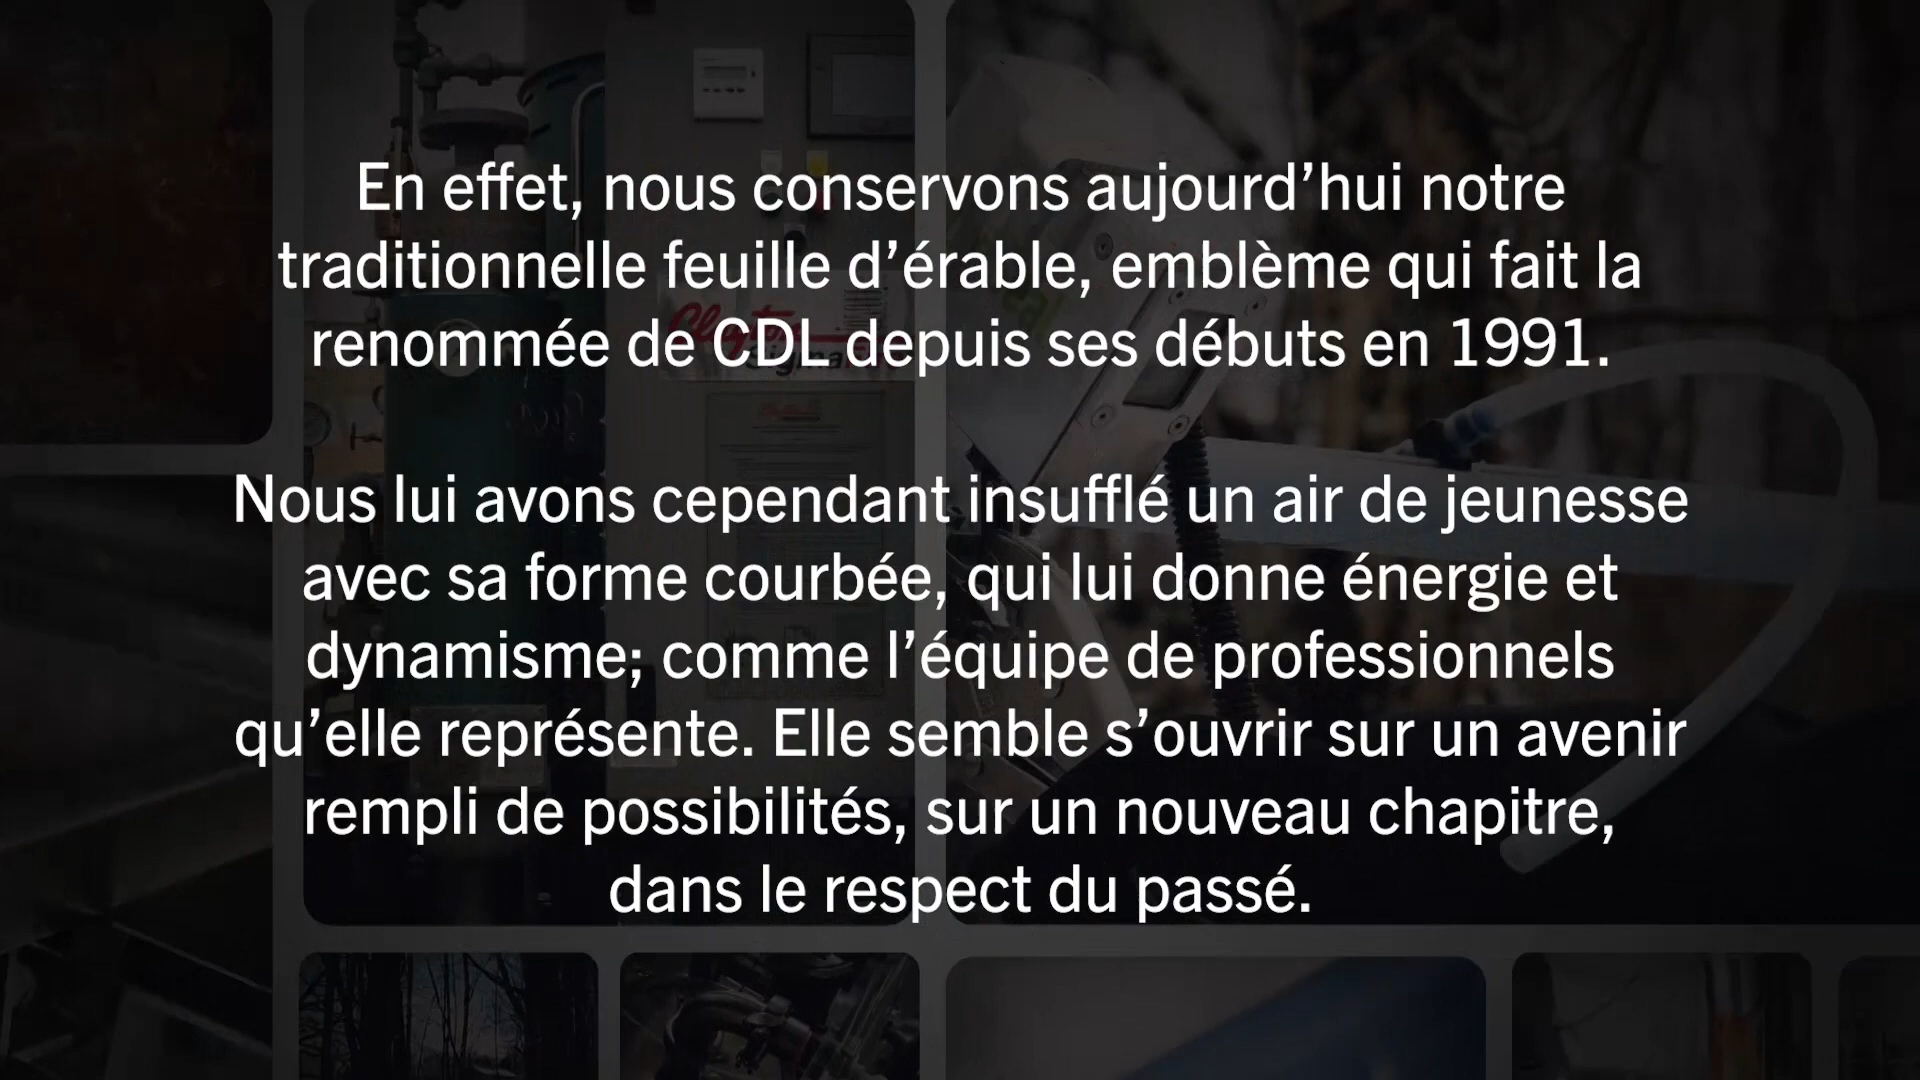 En effet, nous conservons aujourd’hui notre
traditionnelle feuille d’érable, emblème qui fait la
renommée de CDL depuis ses débuts en 1991.
Nous lui avons cependant insufflé un air de jeunesse
avec sa forme courbée, qui lui donne énergie et
dynamisme; comme l’équipe de professionnels
qu’elle représente. Elle semble s’ouvrir sur un avenir
rempli de possibilités, sur un nouveau chapitre,
dans le respect du passé.